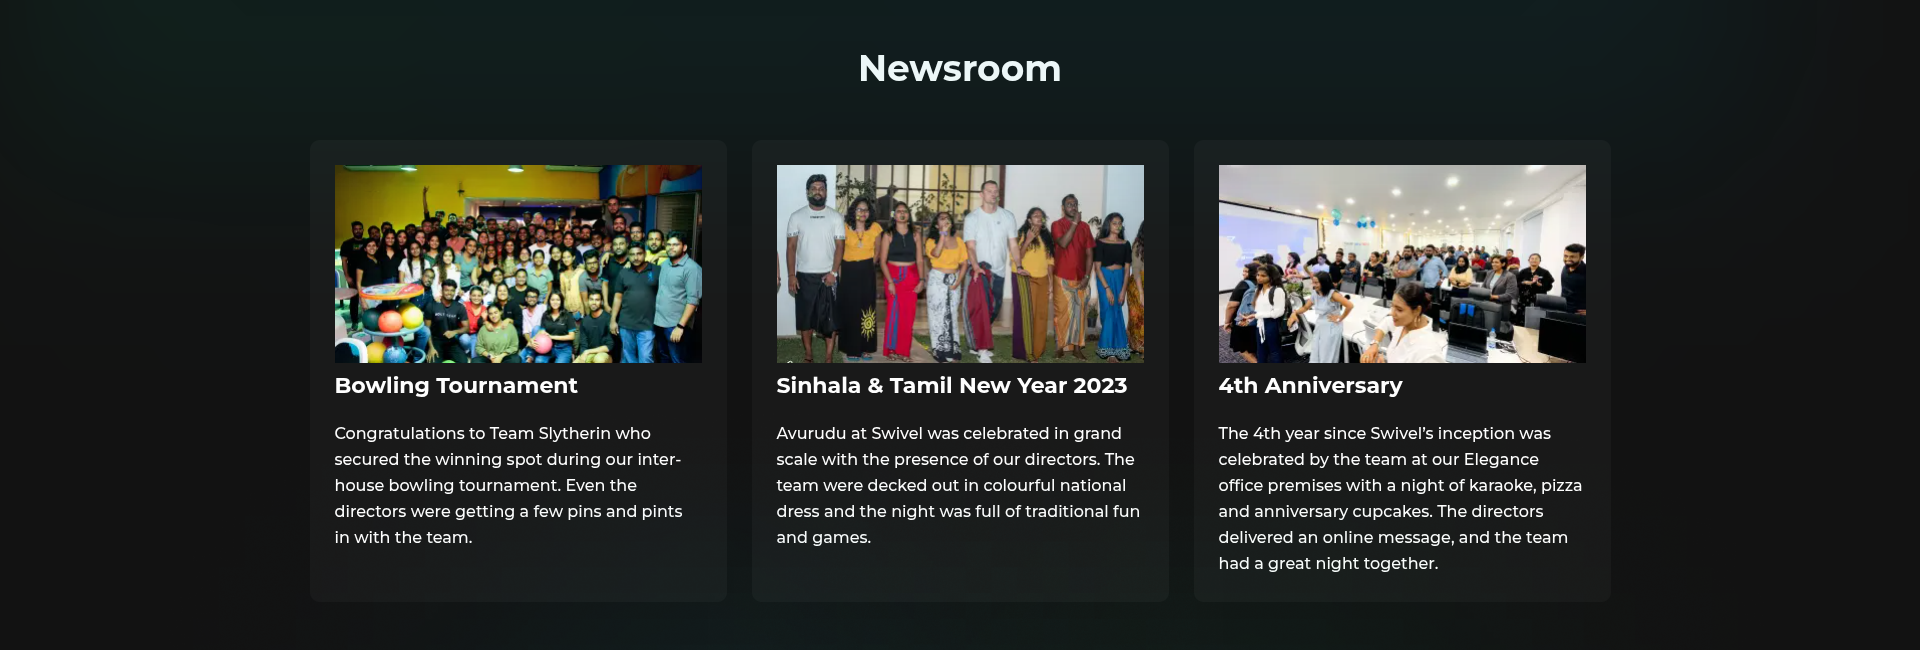 Newsroom
Bowling Tournament
Congratulations to Team Slytherin who
secured the winning spot during our inter-
house bowling tournament. Even the
directors were getting a few pins and pints
in with the team.
Sinhala & Tamil New Year 2023
Avurudu at Swivel was celebrated in grand
scale with the presence of our directors. The
team were decked out in colourful national
dress and the night was full of traditional fun
and games.
4th Anniversary
The 4th year since Swivel’s inception was
celebrated by the team at our Elegance
office premises with a night of karaoke, pizza
and anniversary cupcakes. The directors
delivered an online message, and the team
had a great night together.